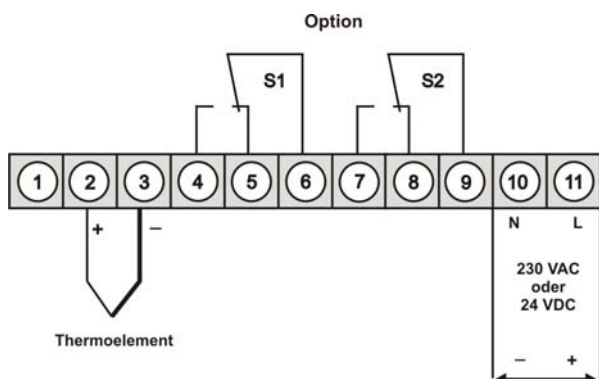 Option
S1 S2
1 2 3 4 5 6 7 8 9 10 11
+ − N L
230 VAC
oder
24 VDC
Thermoelement
− +